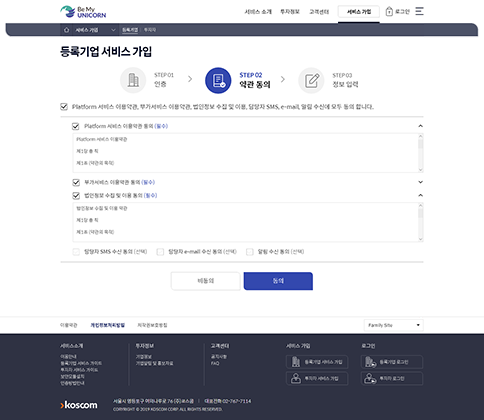 Be My
UNICORN
서비스 소개 투자정보 고객센터 서비스 가입 로그인
서비스 가입 등록기업 투자자
등록기업 서비스 가입
STEP 01
인증
STEP 02
약관 동의
STEP 03
정보 입력
Platform 서비스 이용약관, 부가서비스 이용약관, 법인정보 수집 및 이용, 담당자 SMS, e-mail, 알림 수신에 모두 동의 합니다.
Platform 서비스 이용약관 동의 (필수)
Platform 서비스 이용약관
제1장 총 칙
제1조 (약관의 목적)
부가서비스 이용약관 동의 (필수)
법인정보 수집 및 이용 동의 (필수)
법인정보 수집 및 이용 약관
제1장 총 칙
제1조 (약관의 목적)
담당자 SMS 수신 동의 (선택) 담당자 e-mail 수신 동의 (선택) 알림 수신 동의 (선택)
비동의 동의
이용약관 개인정보처리방침 Family Site
서비스소개 투자정보 고객센터 서비스 가입 로그인
이용안내 기업정보 공지사항 등록기업 서비스 가입 등록기업 로그인
등록기업 서비스 가이드 기업알림 및 홍보자료 FAQ
투자자 서비스 가이드 투자자 서비스 가입 투자자 로그인
보안모듈설치
인증방법안내
koscom
서울시 영등포구 여의나루로 76 (주)코스콤 | 대표전화 02-767-7114
COPYRIGHT © 2019 KOSCOM CORP. ALL RIGHTS RESERVED.